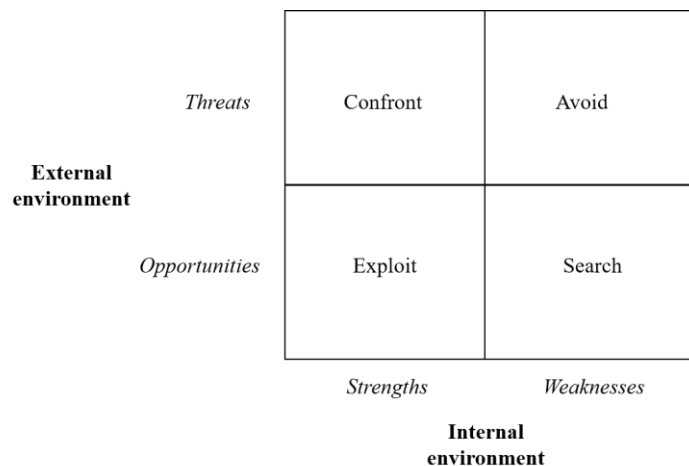 Threats
Confront
Avoid
External
environment
Opportunities
Exploit
Search
Strengths
Weaknesses
Internal
environment